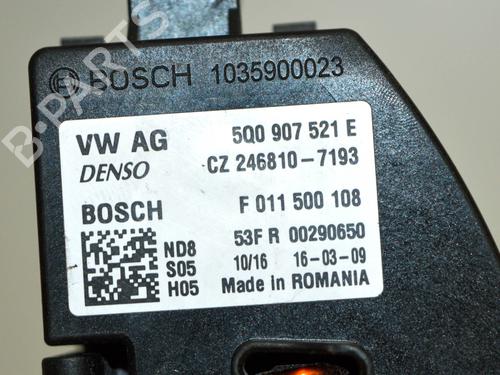 BOSCH 1035900023
VW AG 5Q0 907 521 E
DENSO CZ 246810-7193
BOSCH F 011 500 108
ND8 53F R 00290650
S05 10/16 16-03-09
H05 Made in ROMANIA
B-PARTS